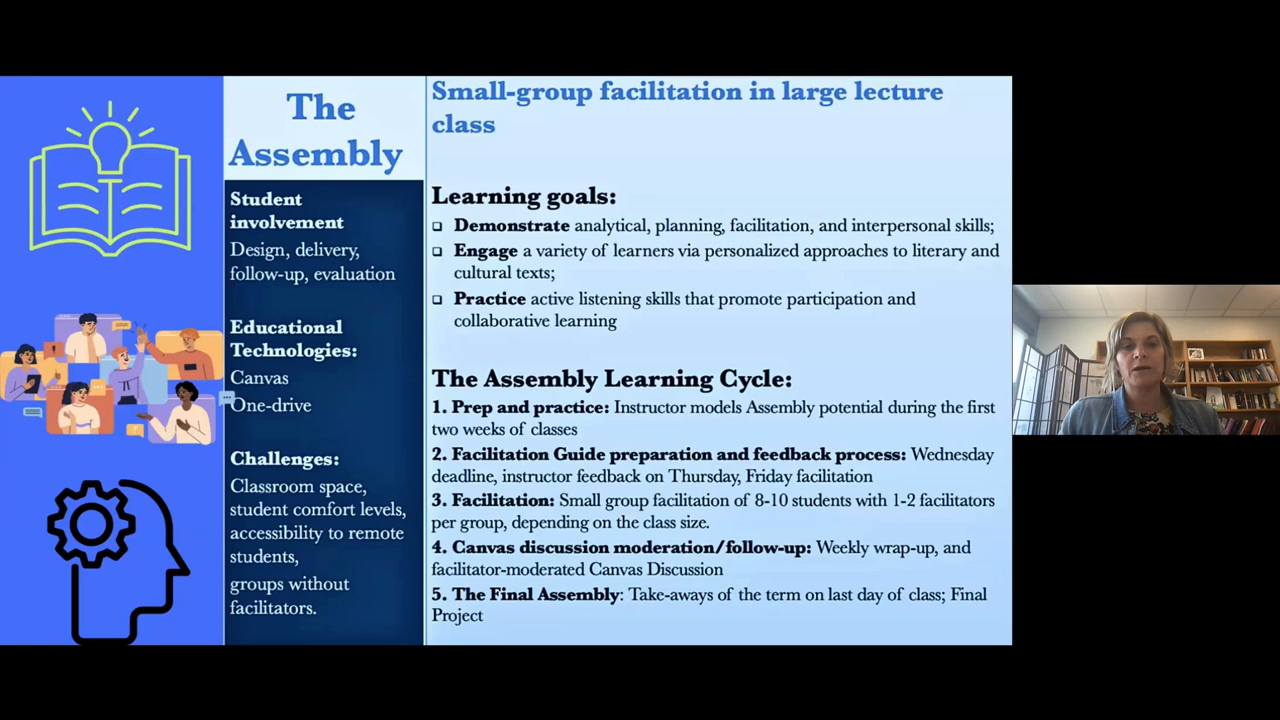 The
Assembly
Student
involvement
Design, delivery,
follow-up, evaluation
Educational
Technologies:
Canvas
One-drive
Challenges:
Classroom space,
student comfort levels,
accessibility to remote
students,
groups without
facilitators.
Small-group facilitation in large lecture
class
Learning goals:
Demonstrate analytical, planning, facilitation, and interpersonal skills;
Engage a variety of learners via personalized approaches to literary and
cultural texts;
Practice active listening skills that promote participation and
collaborative learning
The Assembly Learning Cycle:
1. Prep and practice: Instructor models Assembly potential during the first
two weeks of classes
2. Facilitation Guide preparation and feedback process: Wednesday
deadline, instructor feedback on Thursday, Friday facilitation
3. Facilitation: Small group facilitation of 8-10 students with 1-2 facilitators
per group, depending on the class size.
4. Canvas discussion moderation/follow-up: Weekly wrap-up, and
facilitator-moderated Canvas Discussion
5. The Final Assembly: Take-aways of the term on last day of class; Final
Project